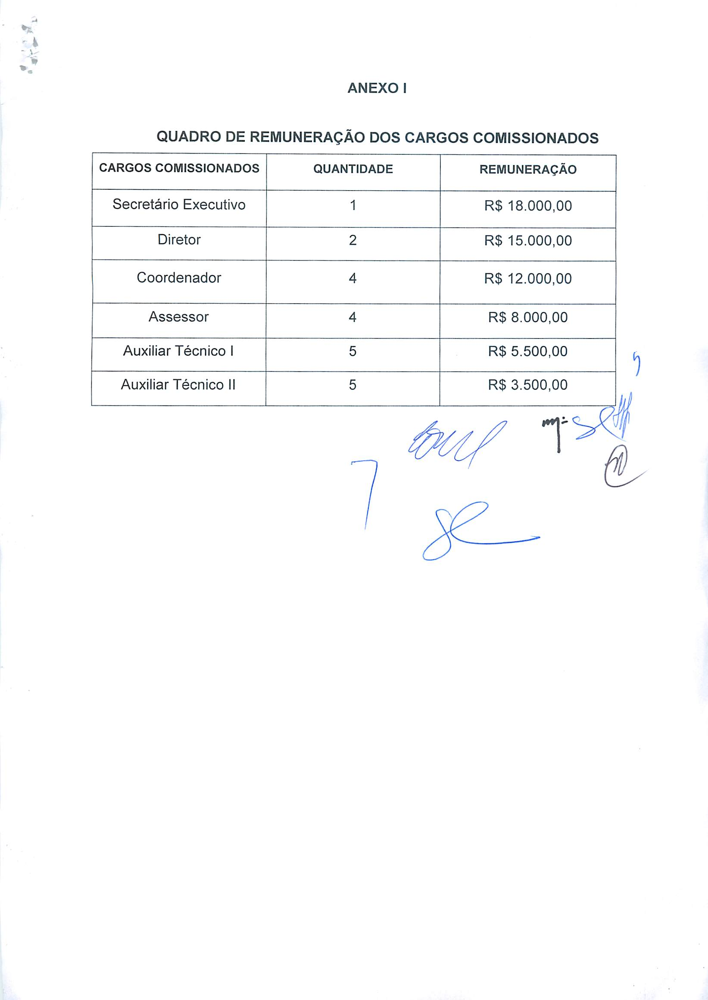 ANEXO I
QUADRO DE REMUNERAÇÃO DOS CARGOS COMISSIONADOS
CARGOS COMISSIONADOS QUANTIDADE REMUNERAÇÃO
Secretário Executivo 1 R$ 18.000,00
Diretor 2 R$ 15.000,00
Coordenador 4 R$ 12.000,00
Assessor 4 R$ 8.000,00
Auxiliar Técnico I 5 R$ 5.500,00
Auxiliar Técnico II 5 R$ 3.500,00